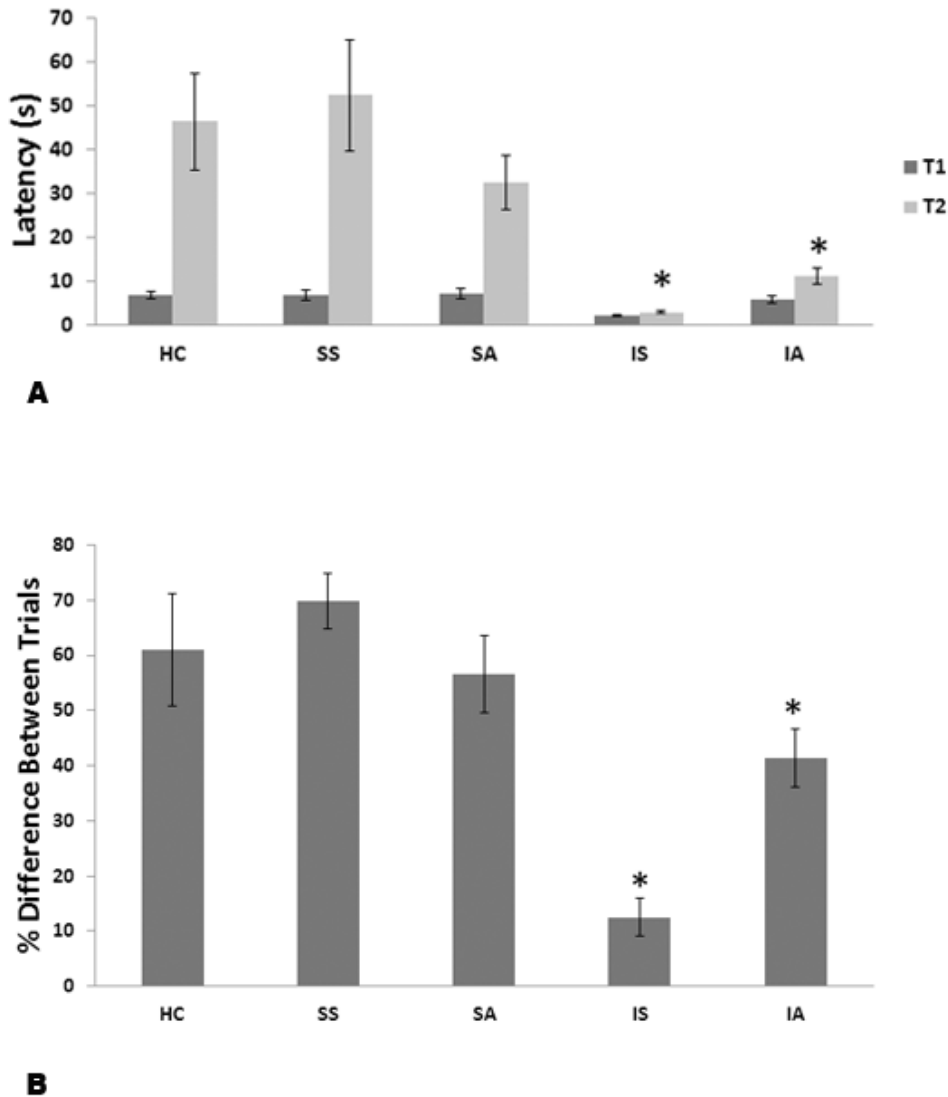 70
60
50
40
30
20
10
0
Latency (s)
*
*
T1
T2
HC SS SA IS IA
A
80
70
60
50
40
30
20
10
0
% Difference Between Trials
*
*
HC SS SA IS IA
B